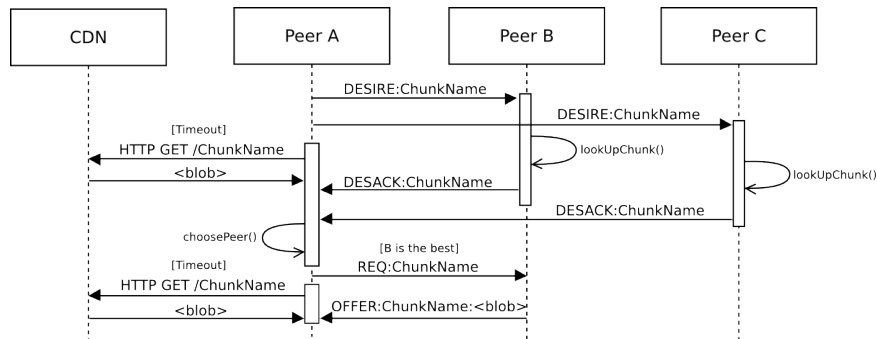 CDN
Peer A
Peer B
Peer C
DESIRE:ChunkName
DESIRE:ChunkName
[Timeout]
HTTP GET /ChunkName
lookUpChunk()
<blob>
lookUpChunk()
DESACK:ChunkName
DESACK:ChunkName
choosePeer()
[B is the best]
[Timeout]
REQ:ChunkName
HTTP GET /ChunkName
<blob>
OFFER:ChunkName:<blob>